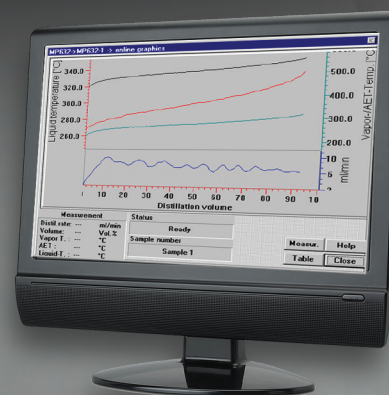 MP632->MP632-1 -> online graphics
Liquidtemperature [°C]
340.0
320.0
300.0
280.0
260.0
500.0
400.0
300.0
200.0
Vapor-/AET-Temp. [°C]
10
5
ml/min
10 20 30 40 50 60 70 80 90 10
Distillation volume
Measurement
Distil.rate: --- ml/min
Volume: --- Vol.%
Vapor T. : --- °C
AET : --- °C
Liquid-T. : --- °C
Status
Ready
Sample number
Sample 1
Measur. Help
Table Close